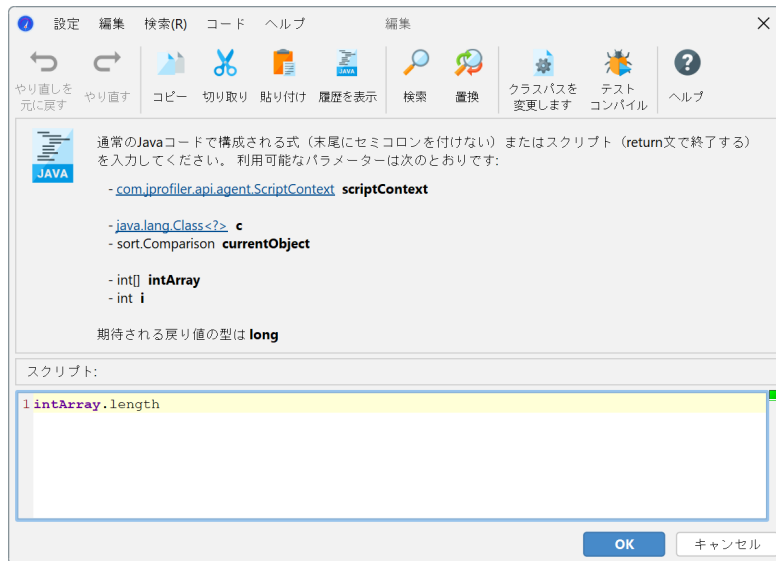 設定 編集 検索(R) コード ヘルプ 編集
やり直しを
元に戻す
やり直す
コピー
切り取り
貼り付け
JAVA
履歴を表示
検索
置換
クラスパスを
変更します
テスト
コンパイル
ヘルプ
JAVA
通常のJavaコードで構成される式（末尾にセミコロンを付けない）またはスクリプト（return文で終了する）
を入力してください。 利用可能なパラメーターは次のとおりです:
- com.jprofiler.api.agent.ScriptContext scriptContext
- java.lang.Class<?> c
- sort.Comparison currentObject
- int[] intArray
- int i
期待される戻り値の型は long
スクリプト:
1 intArray.length
OK キャンセル